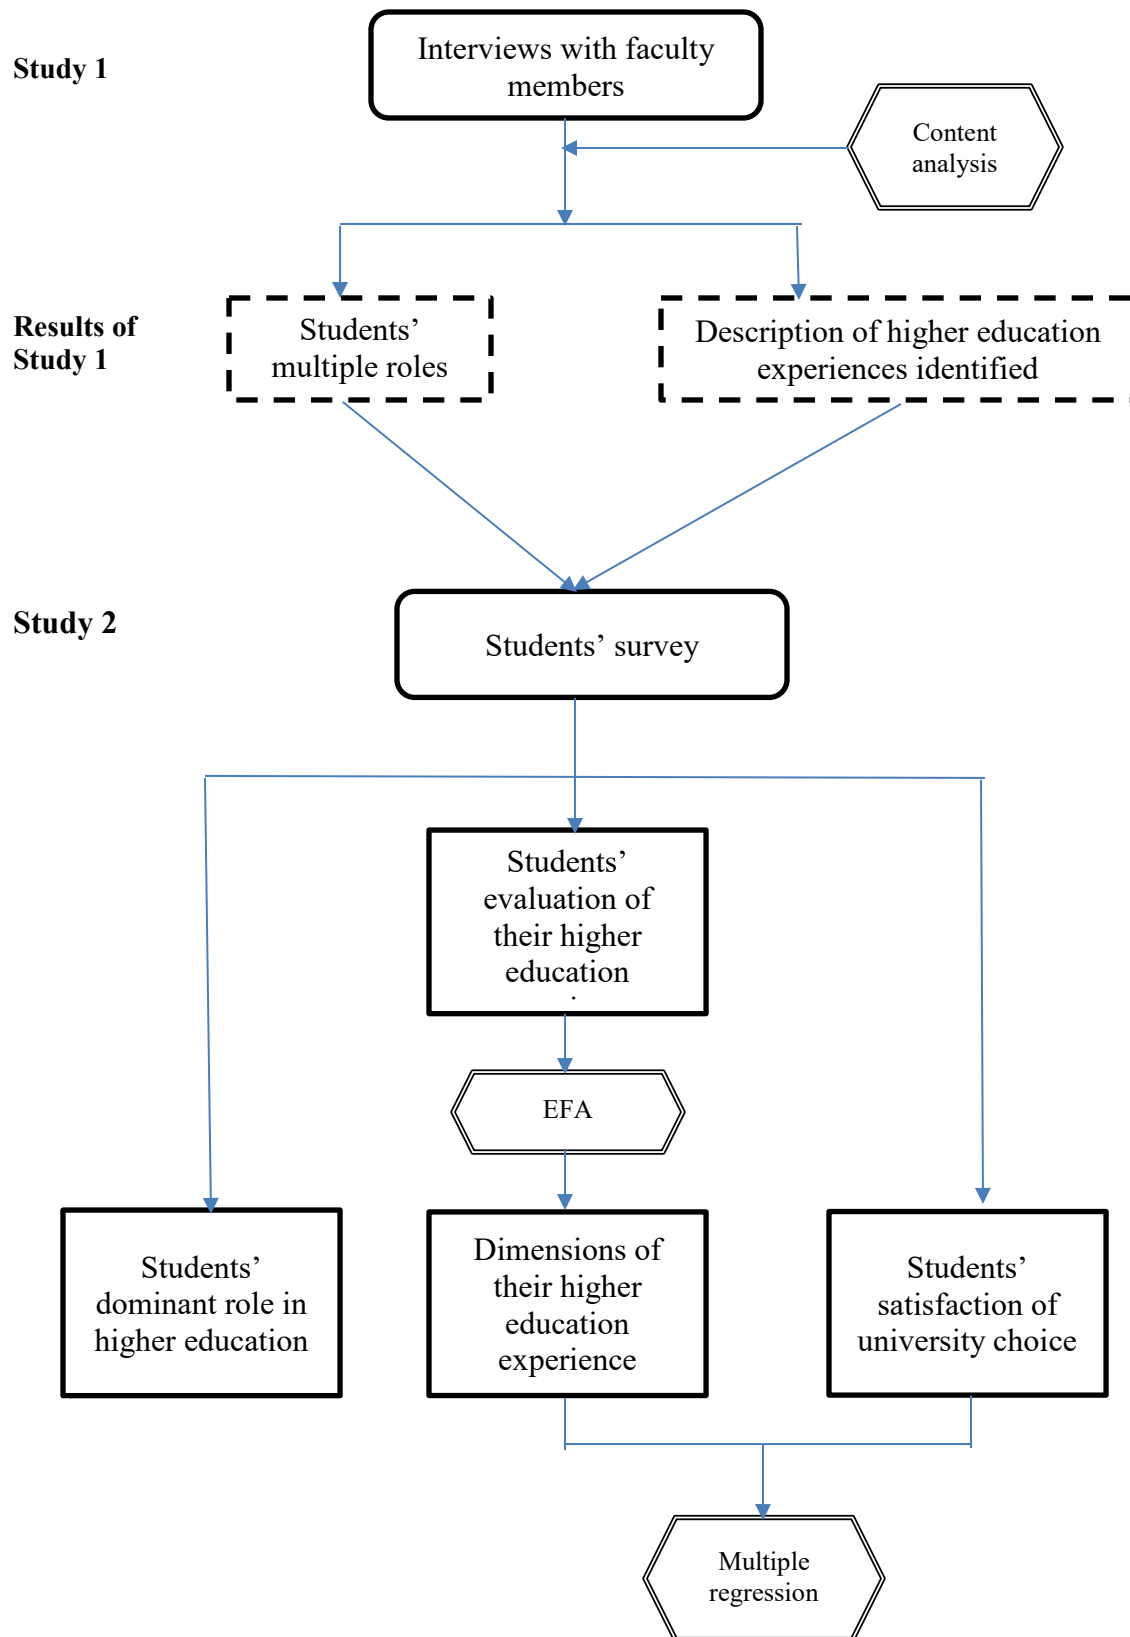 Interviews with faculty
members
Study 1
Content
analysis
Results of
Study 1
Students’
multiple roles
Description of higher education
experiences identified
Study 2
Students’ survey
Students’
evaluation of
their higher
education
.
EFA
Students’
dominant role in
higher education
Dimensions of
their higher
education
experience
Students’
satisfaction of
university choice
Multiple
regression